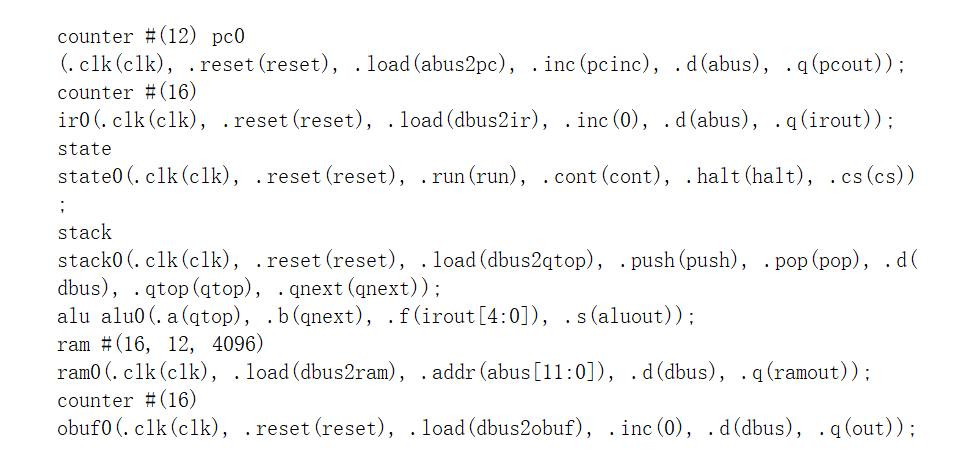 counter #(12) pc0
(.clk(clk), .reset(reset), .load(abus2pc), .inc(pcinc), .d(abus), .q(pcout));
counter #(16)
ir0(.clk(clk), .reset(reset), .load(dbus2ir), .inc(0), .d(abus), .q(irout));
state
state0(.clk(clk), .reset(reset), .run(run), .cont(cont), .halt(halt), .cs(cs))
;
stack
stack0(.clk(clk), .reset(reset), .load(dbus2qtop), .push(push), .pop(pop), .d(
dbus), .qtop(qtop), .qnext(qnext));
alu alu0(.a(qtop), .b(qnext), .f(irout[4:0]), .s(aluout));
ram #(16, 12, 4096)
ram0(.clk(clk), .load(dbus2ram), .addr(abus[11:0]), .d(dbus), .q(ramout));
counter #(16)
obuf0(.clk(clk), .reset(reset), .load(dbus2obuf), .inc(0), .d(dbus), .q(out));